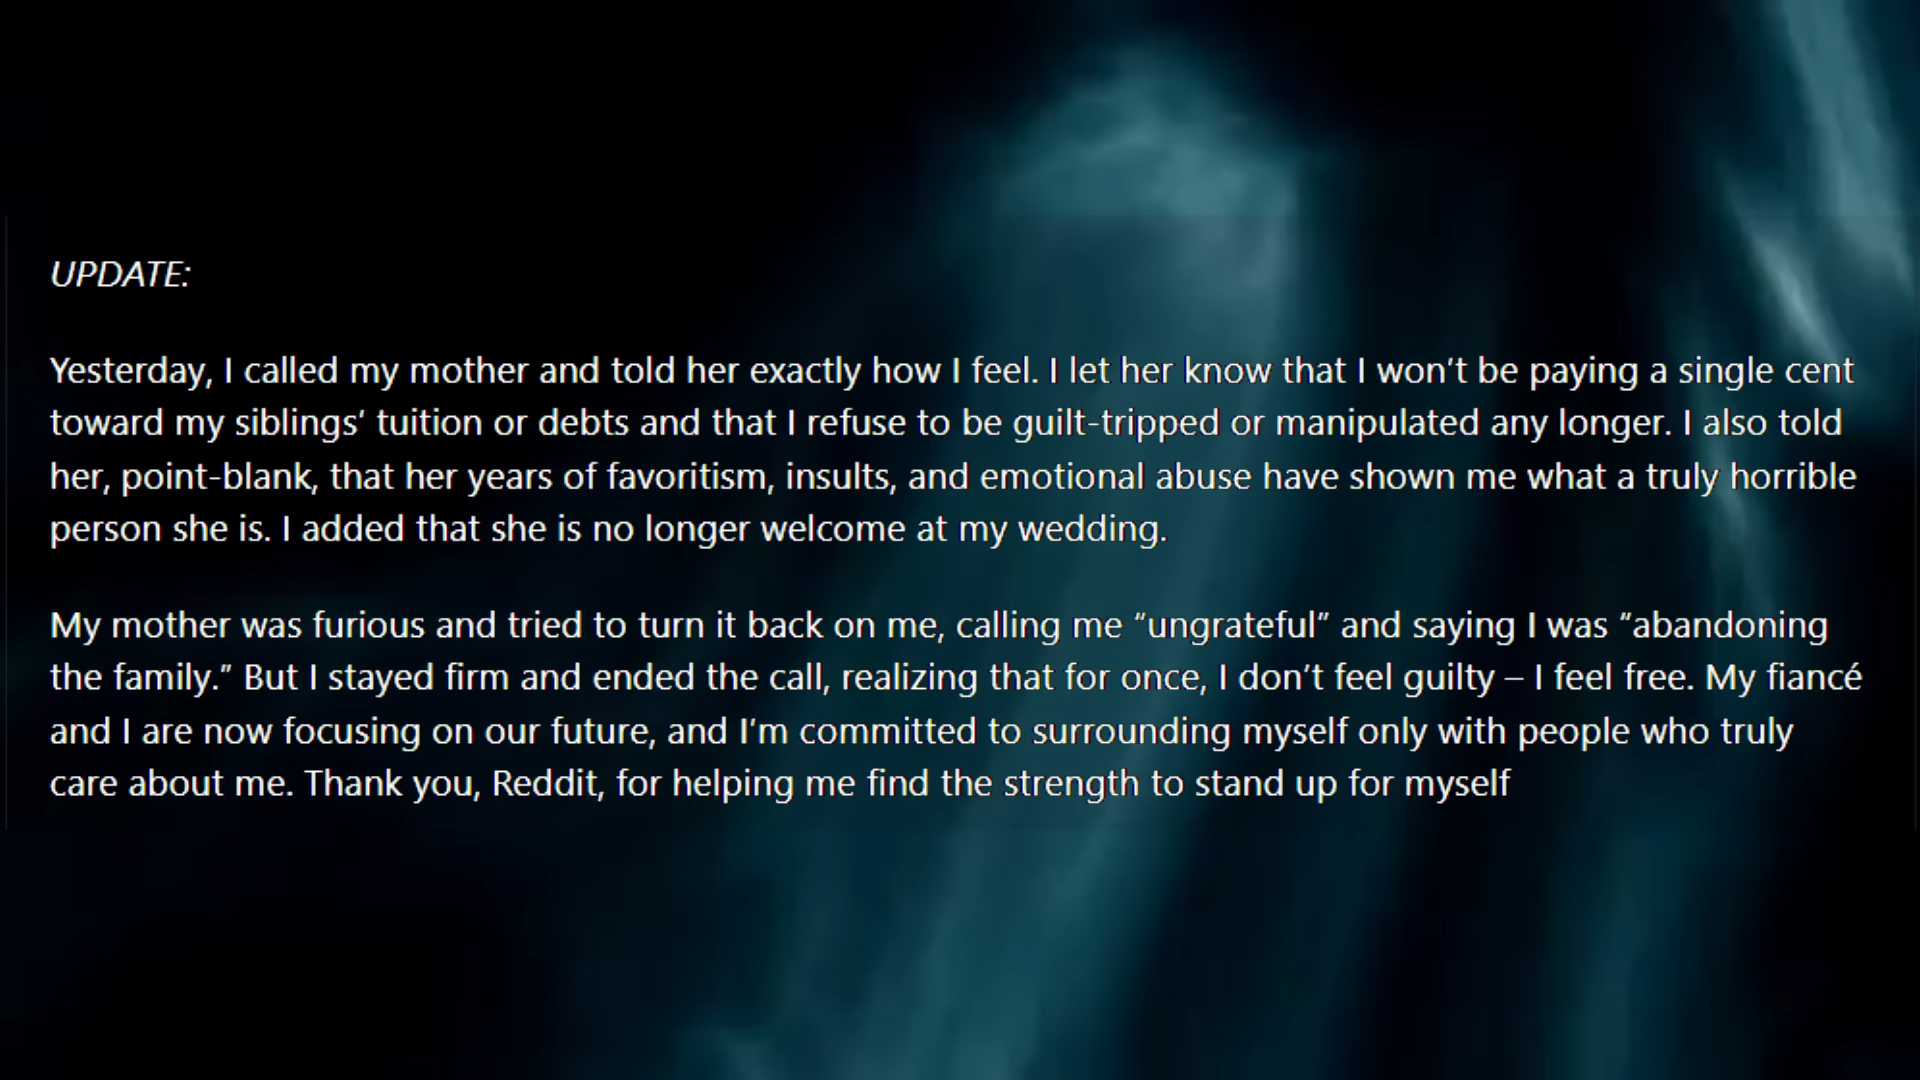 UPDATE:
Yesterday, I called my mother and told her exactly how I feel. I let her know that I won’t be paying a single cent
toward my siblings’ tuition or debts and that I refuse to be guilt-tripped or manipulated any longer. I also told
her, point-blank, that her years of favoritism, insults, and emotional abuse have shown me what a truly horrible
person she is. I added that she is no longer welcome at my wedding.
My mother was furious and tried to turn it back on me, calling me “ungrateful” and saying I was “abandoning
the family.” But I stayed firm and ended the call, realizing that for once, I don’t feel guilty – I feel free. My fiancé
and I are now focusing on our future, and I’m committed to surrounding myself only with people who truly
care about me. Thank you, Reddit, for helping me find the strength to stand up for myself